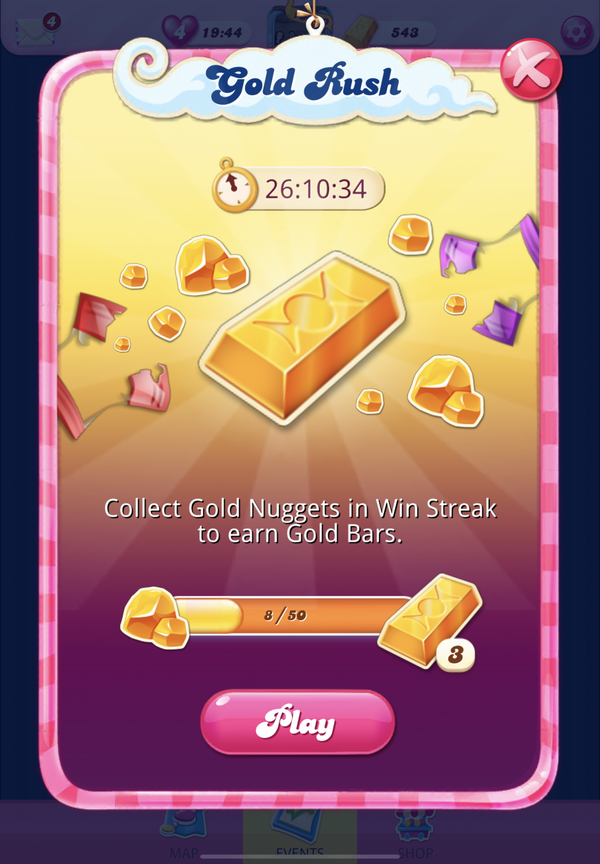 4
4
19:44
543
Gold Rush
26:10:34
Collect Gold Nuggets in Win Streak
to earn Gold Bars.
8/50
3
Play
MAP
EVENTS
SHOP